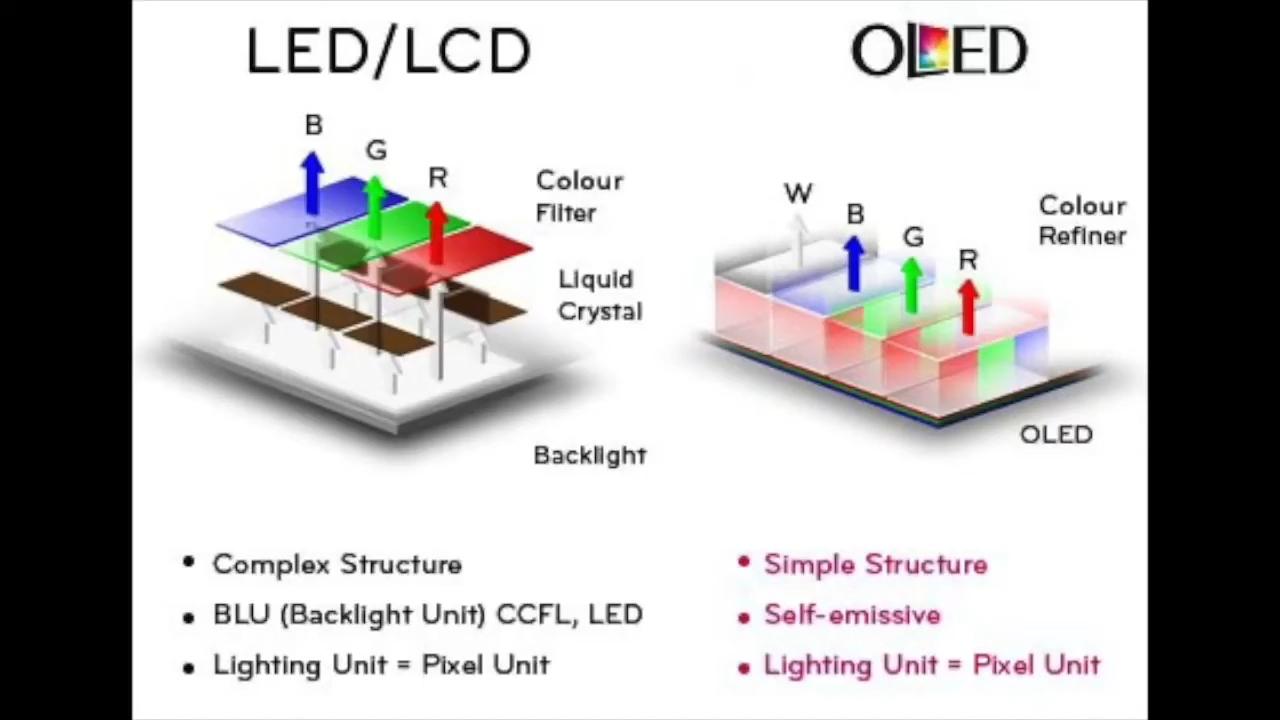 LED/LCD
B
G
R
Colour
Filter
Liquid
Crystal
Backlight
• Complex Structure
• BLU (Backlight Unit) CCFL, LED
• Lighting Unit = Pixel Unit
OLED
W
B
G
R
Colour
Refiner
OLED
• Simple Structure
• Self-emissive
• Lighting Unit = Pixel Unit